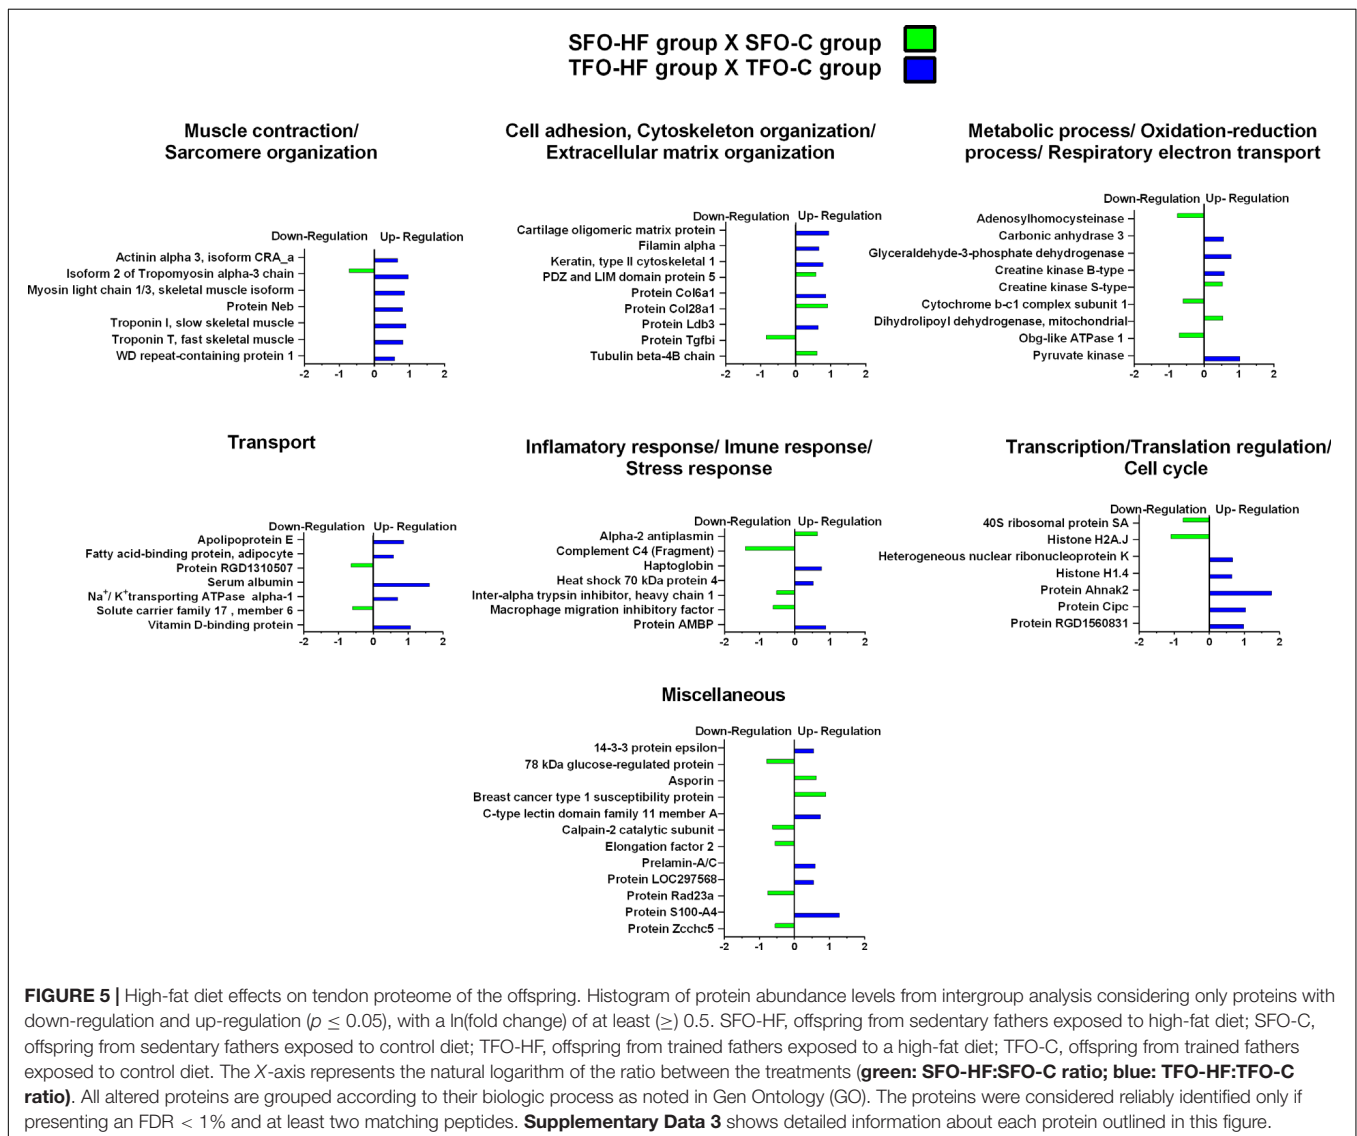 SFO-HF group X SFO-C group
TFO-HF group X TFO-C group
Muscle contraction/
Sarcomere organization
Down-Regulation Up- Regulation
Actinin alpha 3, isoform CRA_a
Isoform 2 of Tropomyosin alpha-3 chain
Myosin light chain 1/3, skeletal muscle isoform
Protein Neb
Troponin I, slow skeletal muscle
Troponin T, fast skeletal muscle
WD repeat-containing protein 1
-2 -1 0 1 2
Cell adhesion, Cytoskeleton organization/
Extracellular matrix organization
Down-Regulation Up- Regulation
Cartilage oligomeric matrix protein
Filamin alpha
Keratin, type II cytoskeletal 1
PDZ and LIM domain protein 5
Protein Col6a1
Protein Col28a1
Protein Ldb3
Protein Tgfbi
Tubulin beta-4B chain
-2 -1 0 1 2
Metabolic process/ Oxidation-reduction
process/ Respiratory electron transport
Down-Regulation Up- Regulation
Adenosylhomocysteinase
Carbonic anhydrase 3
Glyceraldehyde-3-phosphate dehydrogenase
Creatine kinase B-type
Creatine kinase S-type
Cytochrome b-c1 complex subunit 1
Dihydrolipoyl dehydrogenase, mitochondrial
Obg-like ATPase 1
Pyruvate kinase
-2 -1 0 1 2
Transport
Down-Regulation Up- Regulation
Apolipoprotein E
Fatty acid-binding protein, adipocyte
Protein RGD1310507
Serum albumin
Na+/ K+transporting ATPase alpha-1
Solute carrier family 17 , member 6
Vitamin D-binding protein
-2 -1 0 1 2
Inflamatory response/ Imune response/
Stress response
Down-Regulation Up- Regulation
Alpha-2 antiplasmin
Complement C4 (Fragment)
Haptoglobin
Heat shock 70 kDa protein 4
Inter-alpha trypsin inhibitor, heavy chain 1
Macrophage migration inhibitory factor
Protein AMBP
-2 -1 0 1 2
Transcription/Translation regulation/
Cell cycle
Down-Regulation Up- Regulation
40S ribosomal protein SA
Histone H2A.J
Heterogeneous nuclear ribonucleoprotein K
Histone H1.4
Protein Ahnak2
Protein Cipc
Protein RGD1560831
-2 -1 0 1 2
Miscellaneous
Down-Regulation Up- Regulation
14-3-3 protein epsilon
78 kDa glucose-regulated protein
Asporin
Breast cancer type 1 susceptibility protein
C-type lectin domain family 11 member A
Calpain-2 catalytic subunit
Elongation factor 2
Prelamin-A/C
Protein LOC297568
Protein Rad23a
Protein S100-A4
Protein Zcchc5
-2 -1 0 1 2
FIGURE 5 | High-fat diet effects on tendon proteome of the offspring. Histogram of protein abundance levels from intergroup analysis considering only proteins with
down-regulation and up-regulation (p ≤ 0.05), with a ln(fold change) of at least (≥) 0.5. SFO-HF, offspring from sedentary fathers exposed to high-fat diet; SFO-C,
offspring from sedentary fathers exposed to control diet; TFO-HF, offspring from trained fathers exposed to a high-fat diet; TFO-C, offspring from trained fathers
exposed to control diet. The X-axis represents the natural logarithm of the ratio between the treatments (green: SFO-HF:SFO-C ratio; blue: TFO-HF:TFO-C
ratio). All altered proteins are grouped according to their biologic process as noted in Gen Ontology (GO). The proteins were considered reliably identified only if
presenting an FDR < 1% and at least two matching peptides. Supplementary Data 3 shows detailed information about each protein outlined in this figure.